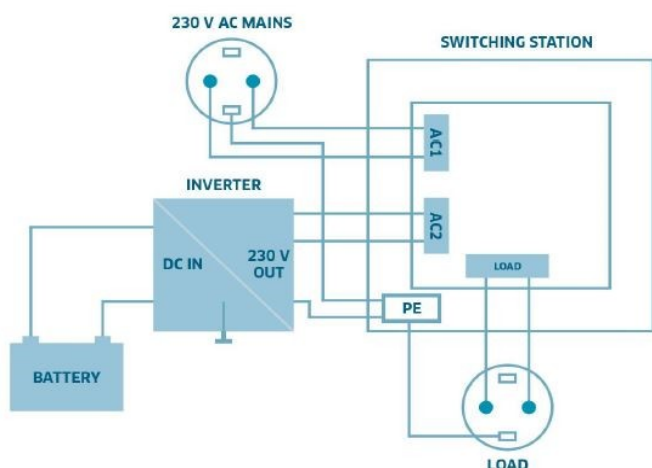 230 V AC MAINS
SWITCHING STATION
AC1
INVERTER
AC2
DC IN
230 V
OUT
LOAD
PE
BATTERY
LOAD